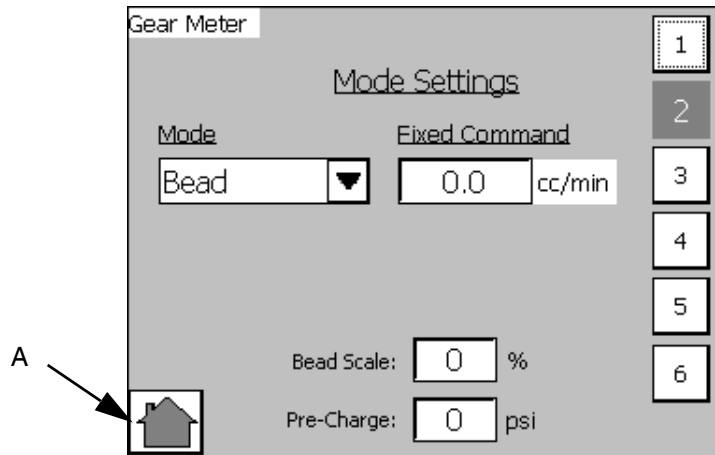 Gear Meter
Mode Settings
Mode
Fixed Command
Bead
0.0 cc/min
Bead Scale: 0 %
Pre-Charge: 0 psi
1
2
3
4
5
6
A